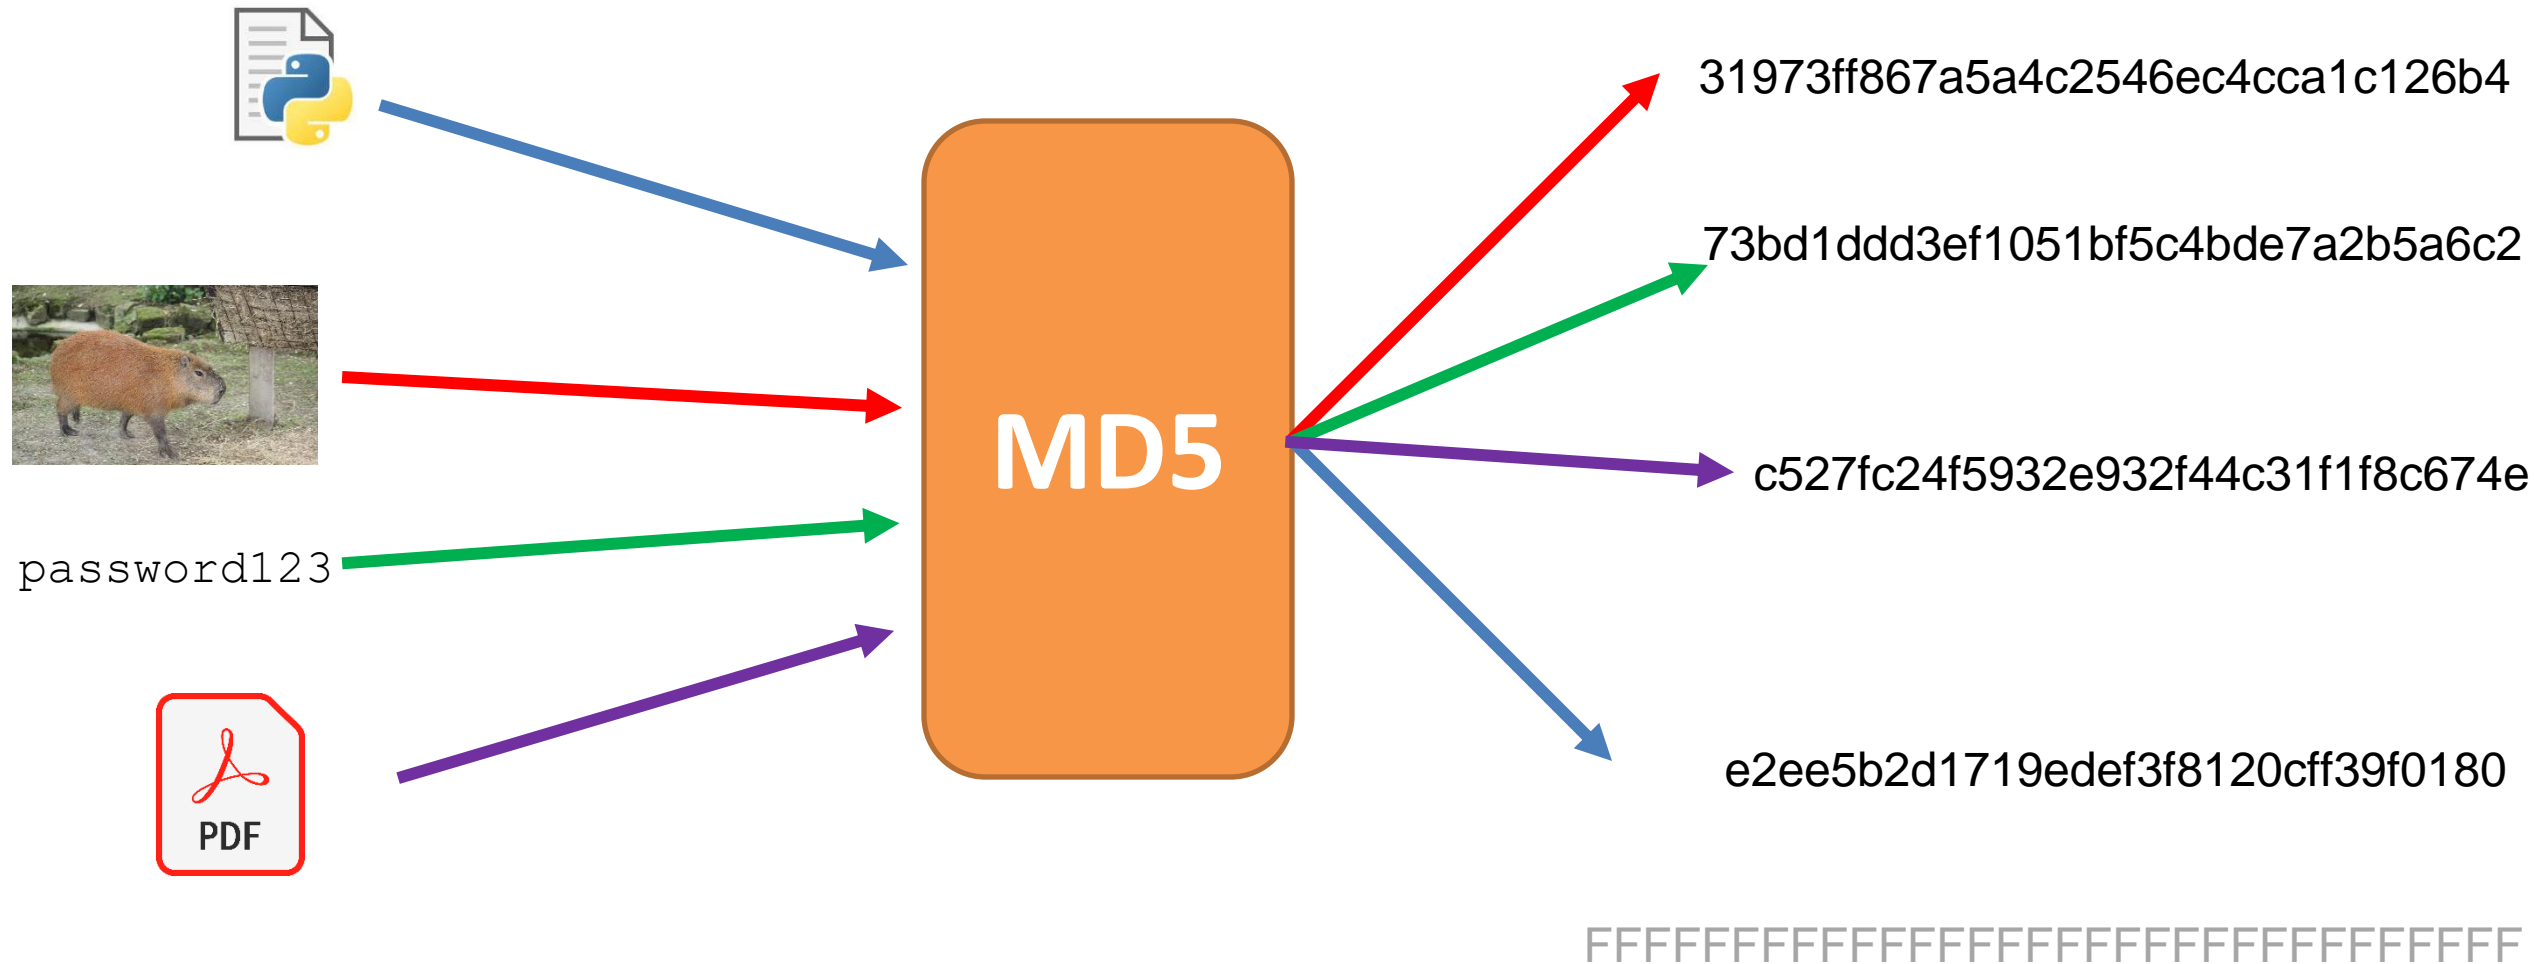 31973ff867a5a4c2546ec4cca1c126b4
73bd1ddd3ef1051bf5c4bde7a2b5a6c2
MD5
c527fc24f5932e932f44c31f1f8c674e
password123
e2ee5b2d1719edef3f8120cff39f0180
PDF
FFFFFFFFFFFFFFFFFFFFFFFFFFFFFFFF